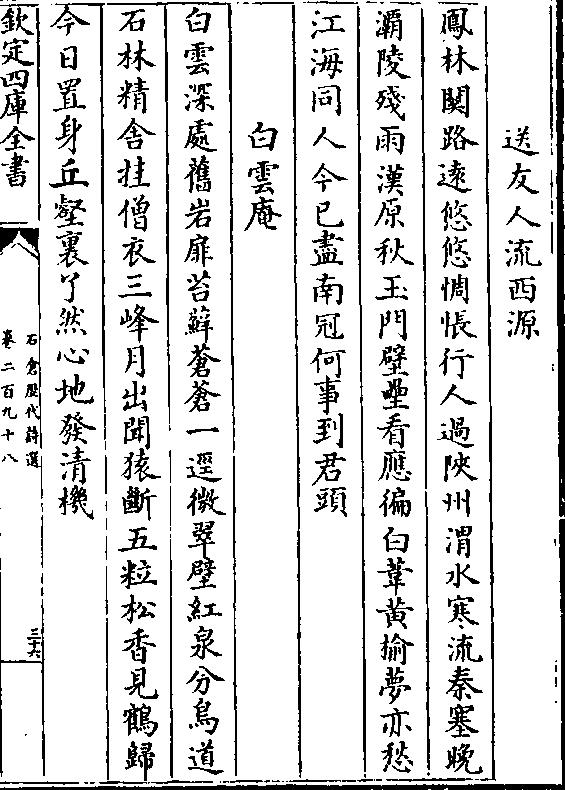 送友人流西源
鳳林関路逺悠悠惆悵行人過陜州渭水寒流秦塞晚
灞陵殘雨漢原秋玉門壁壘看應徧白葦黃揄夢亦愁
江海同人今已盡南冠何事到君頭
白雲庵
白雲深處舊岩扉苔蘚蒼蒼一逕微翠壁紅泉分鳥道
石林精舎挂僧衣三峰月出聞猿斷五粒松香見鶴歸
今日置身丘壑裏了然心地發清機
欽定四庫全書
石倉歴代詩選
卷二百九十八
三十六